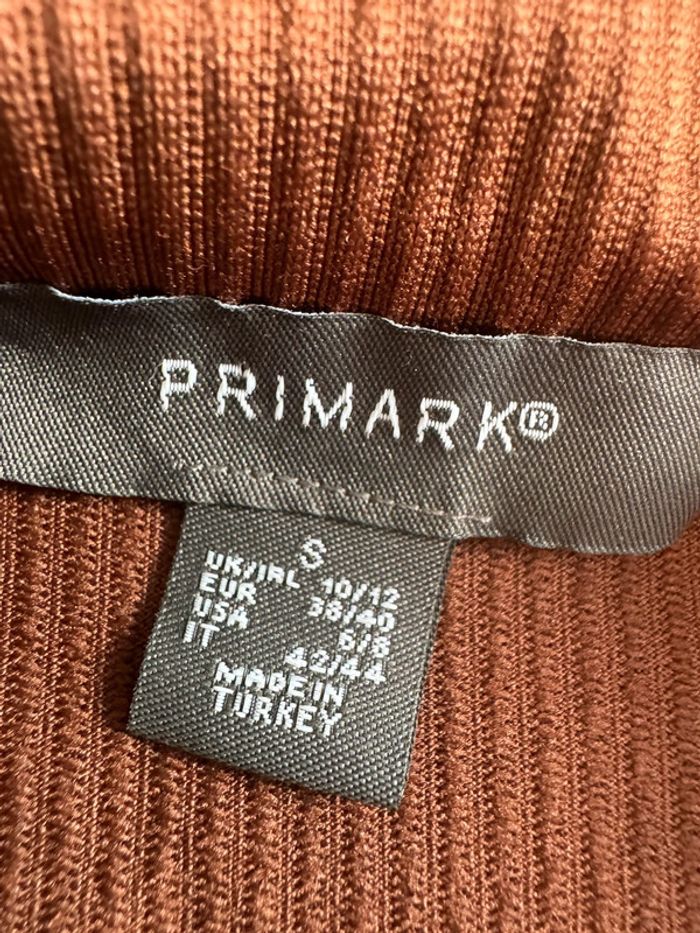 PRIMARK®
S
UK/IRL 10/12
EUR 38/40
USA 6/8
IT 42/44
MADE IN
TURKEY